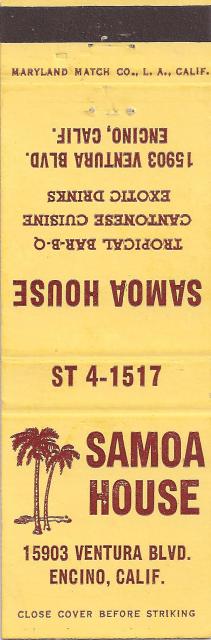 MARYLAND MATCH CO., L. A., CALIF.
SAMOA HOUSE
TROPICAL BAR-B-Q
CANTONESE CUISINE
EXOTIC DRINKS
15903 VENTURA BLVD.
ENCINO, CALIF.
ST 4-1517
SAMOA
HOUSE
15903 VENTURA BLVD.
ENCINO, CALIF.
CLOSE COVER BEFORE STRIKING